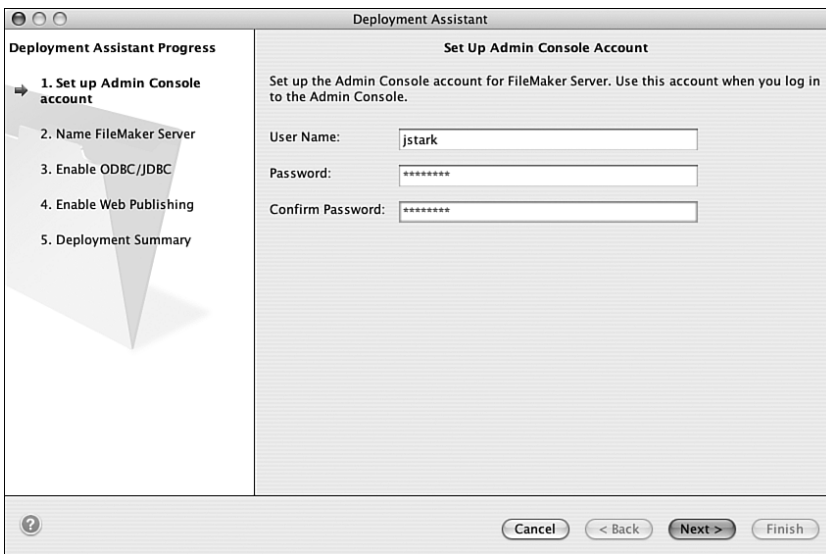 Deployment Assistant
Deployment Assistant Progress
1. Set up Admin Console
account
2. Name FileMaker Server
3. Enable ODBC/JDBC
4. Enable Web Publishing
5. Deployment Summary
Set Up Admin Console Account
Set up the Admin Console account for FileMaker Server. Use this account when you log in
to the Admin Console.
User Name: jstark
Password: ********
Confirm Password: ********
?
Cancel < Back Next > Finish